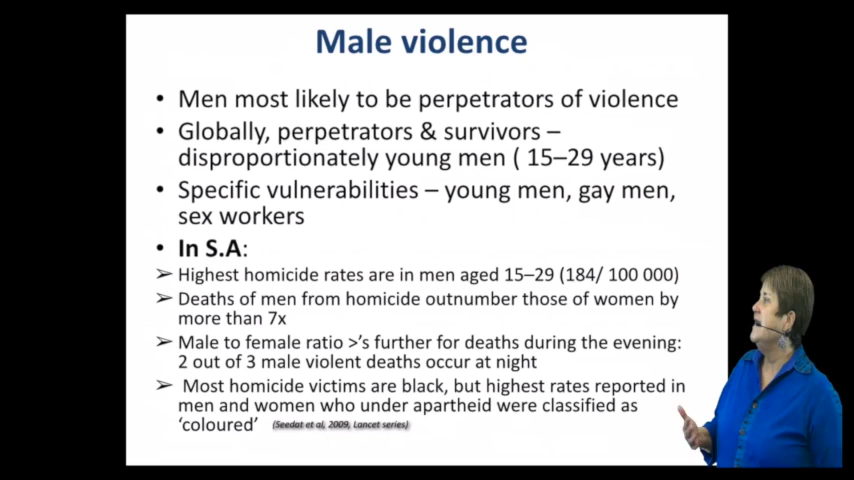 Male violence
• Men most likely to be perpetrators of violence
• Globally, perpetrators & survivors –
disproportionately young men ( 15–29 years)
• Specific vulnerabilities – young men, gay men,
sex workers
• In S.A:
➢ Highest homicide rates are in men aged 15–29 (184/ 100 000)
➢ Deaths of men from homicide outnumber those of women by
more than 7x
➢ Male to female ratio >'s further for deaths during the evening:
2 out of 3 male violent deaths occur at night
➢ Most homicide victims are black, but highest rates reported in
men and women who under apartheid were classified as
‘coloured’ (Seedat et al, 2009, Lancet series)